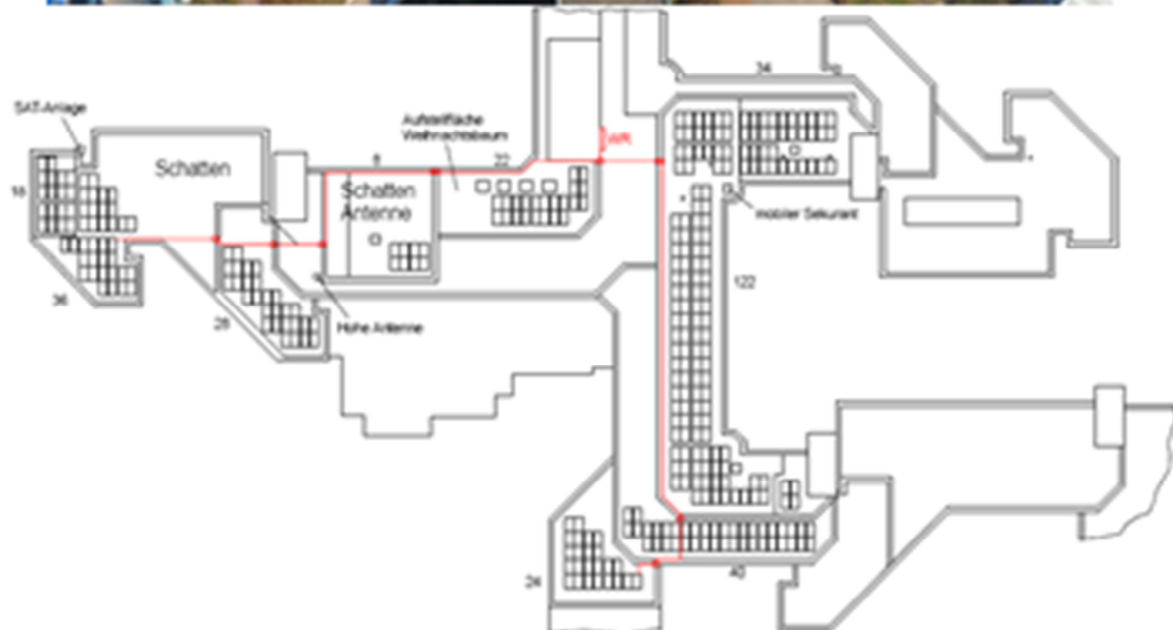 34
SAT-Anlage
Aufstellfläche
Weihnachtsbaum
WR
8
22
Schatten
Schatten
Antenne
mobiler Sekurant
122
36
28
Hohe Antenne
24
40